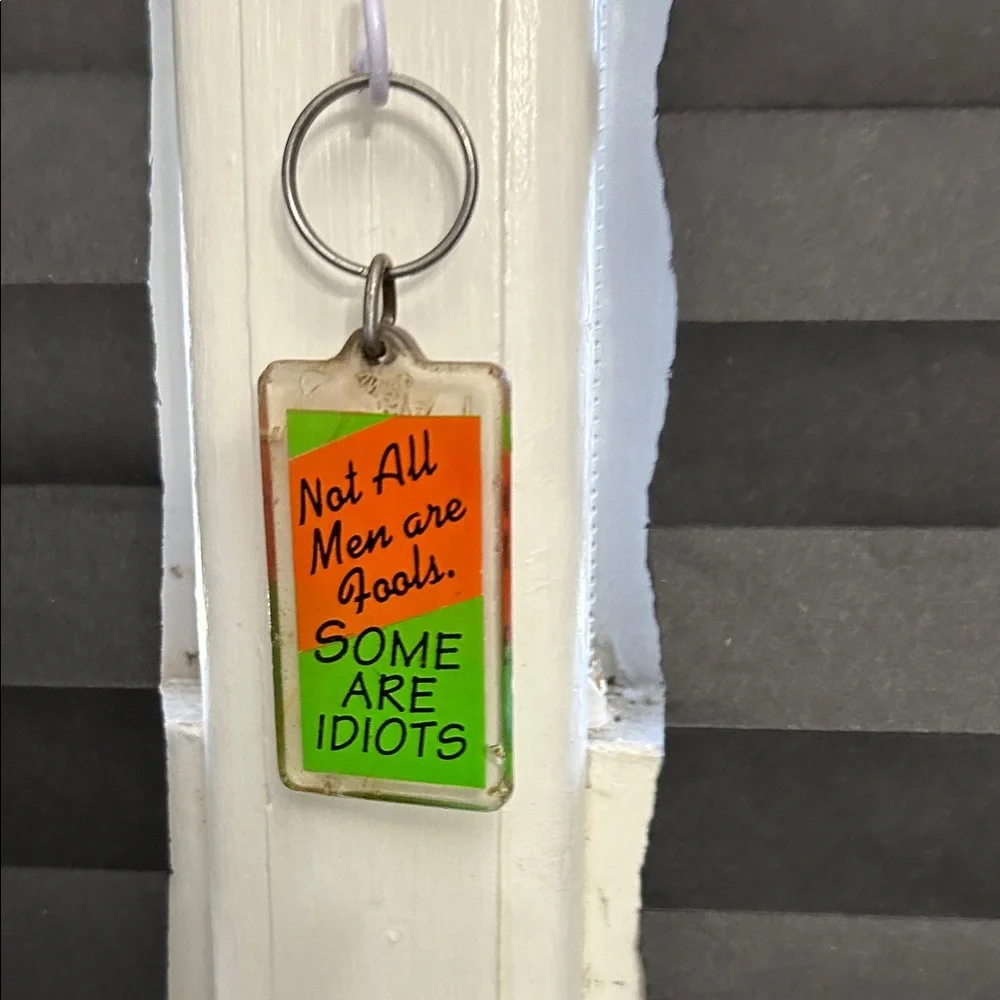 Not All
Men are
Fools.
SOME
ARE
IDIOTS